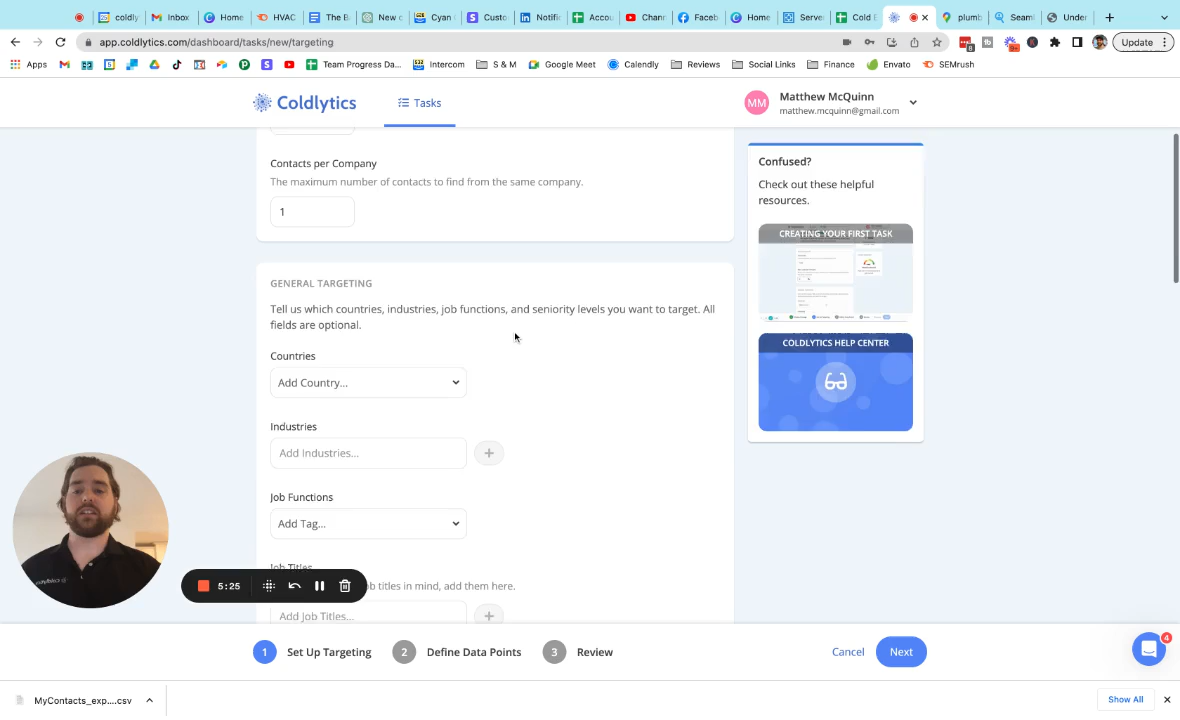 coldly
Inbox
Home
HVAC
The B
New c
Cyan
Custo
Notific
Accou
Chann
Faceb
Home
Server
Cold E
plumb
Seam
Under
app.coldlytics.com/dashboard/tasks/new/targeting
8
9+
Update
Apps
Team Progress Da...
Intercom
S & M
Google Meet
Calendly
Reviews
Social Links
Finance
Envato
SEMrush
Coldlytics
Tasks
MM
Matthew McQuinn
matthew.mcquinn@gmail.com
Contacts per Company
The maximum number of contacts to find from the same company.
1
GENERAL TARGETING
Tell us which countries, industries, job functions, and seniority levels you want to target. All
fields are optional.
Countries
Add Country...
Industries
Add Industries...
Job Functions
Add Tag...
Job Titles
job titles in mind, add them here.
Add Job Titles...
Confused?
Check out these helpful
resources.
CREATING YOUR FIRST TASK
COLDLYTICS HELP CENTER
5:25
1 Set Up Targeting 2 Define Data Points 3 Review
Cancel
Next
4
MyContacts_exp....csv
Show All